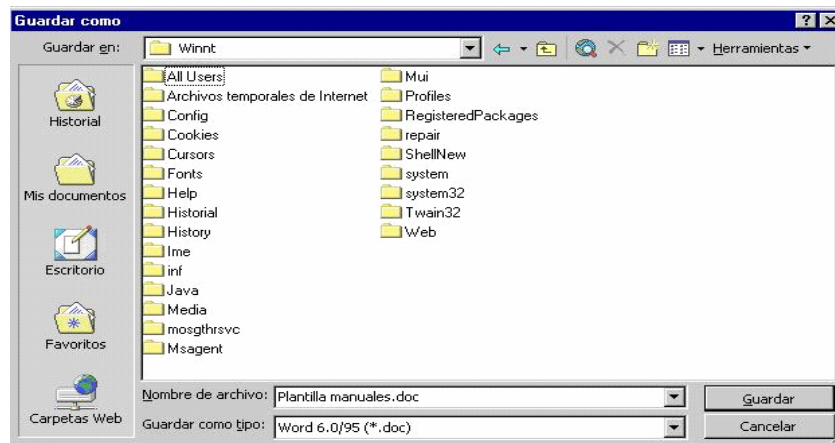 Guardar como
Guardar en: Winnt Herramientas
Historial
Mis documentos
Escritorio
Favoritos
Carpetas Web
All Users
Archivos temporales de Internet
Config
Cookies
Cursors
Fonts
Help
Historial
History
Ime
inf
Java
Media
mosgthrsvc
Msagent
Mui
Profiles
RegisteredPackages
repair
ShellNew
system
system32
Twain32
Web
Nombre de archivo: Plantilla manuales.doc Guardar
Guardar como tipo: Word 6.0/95 (*.doc) Cancelar